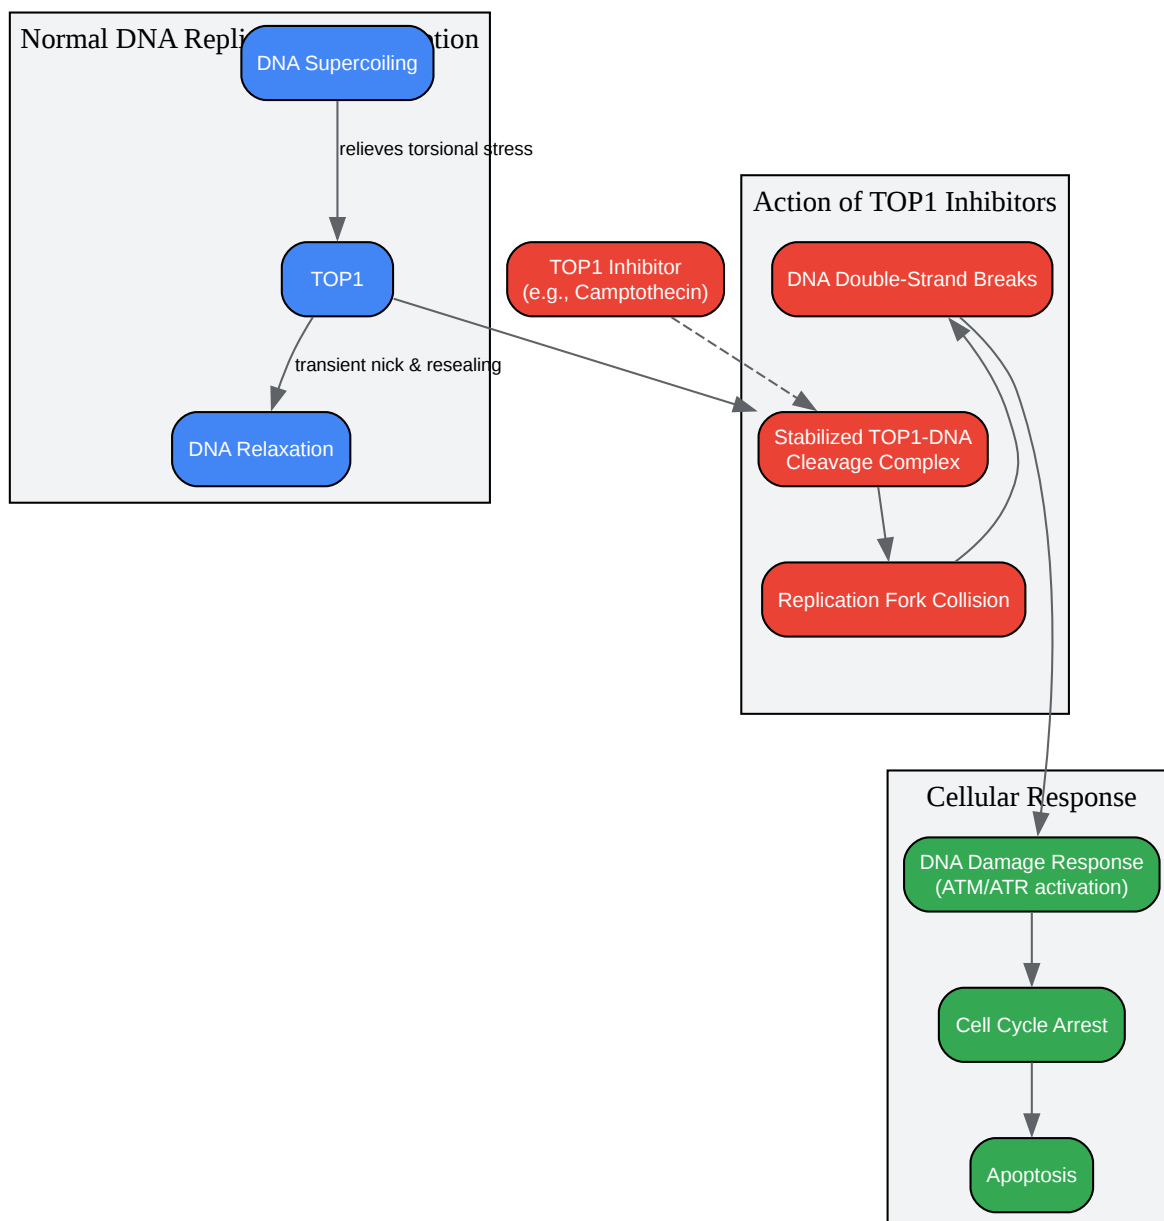 Normal DNA Repli tion
DNA Supercoiling
relieves torsional stress
Action of TOP1 Inhibitors
TOP1
TOP1 Inhibitor
(e.g., Camptothecin)
DNA Double-Strand Breaks
transient nick & resealing
DNA Relaxation
Stabilized TOP1-DNA
Cleavage Complex
Replication Fork Collision
Cellular Response
DNA Damage Response
(ATM/ATR activation)
Cell Cycle Arrest
Apoptosis